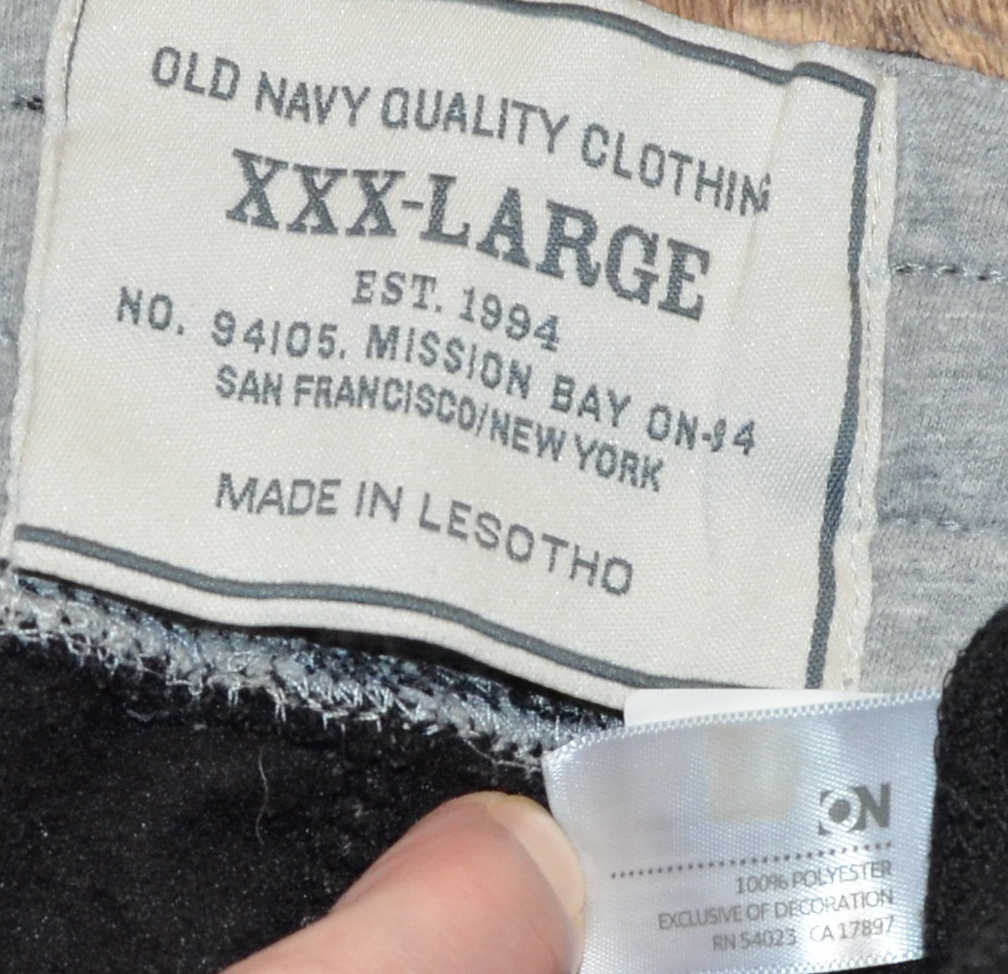 OLD NAVY QUALITY CLOTHING
XXX-LARGE
EST. 1994
NO. 94105. MISSION BAY ON-94
SAN FRANCISCO/NEW YORK
MADE IN LESOTHO
ON
100% POLYESTER
EXCLUSIVE OF DECORATION
RN 54023 CA 17897